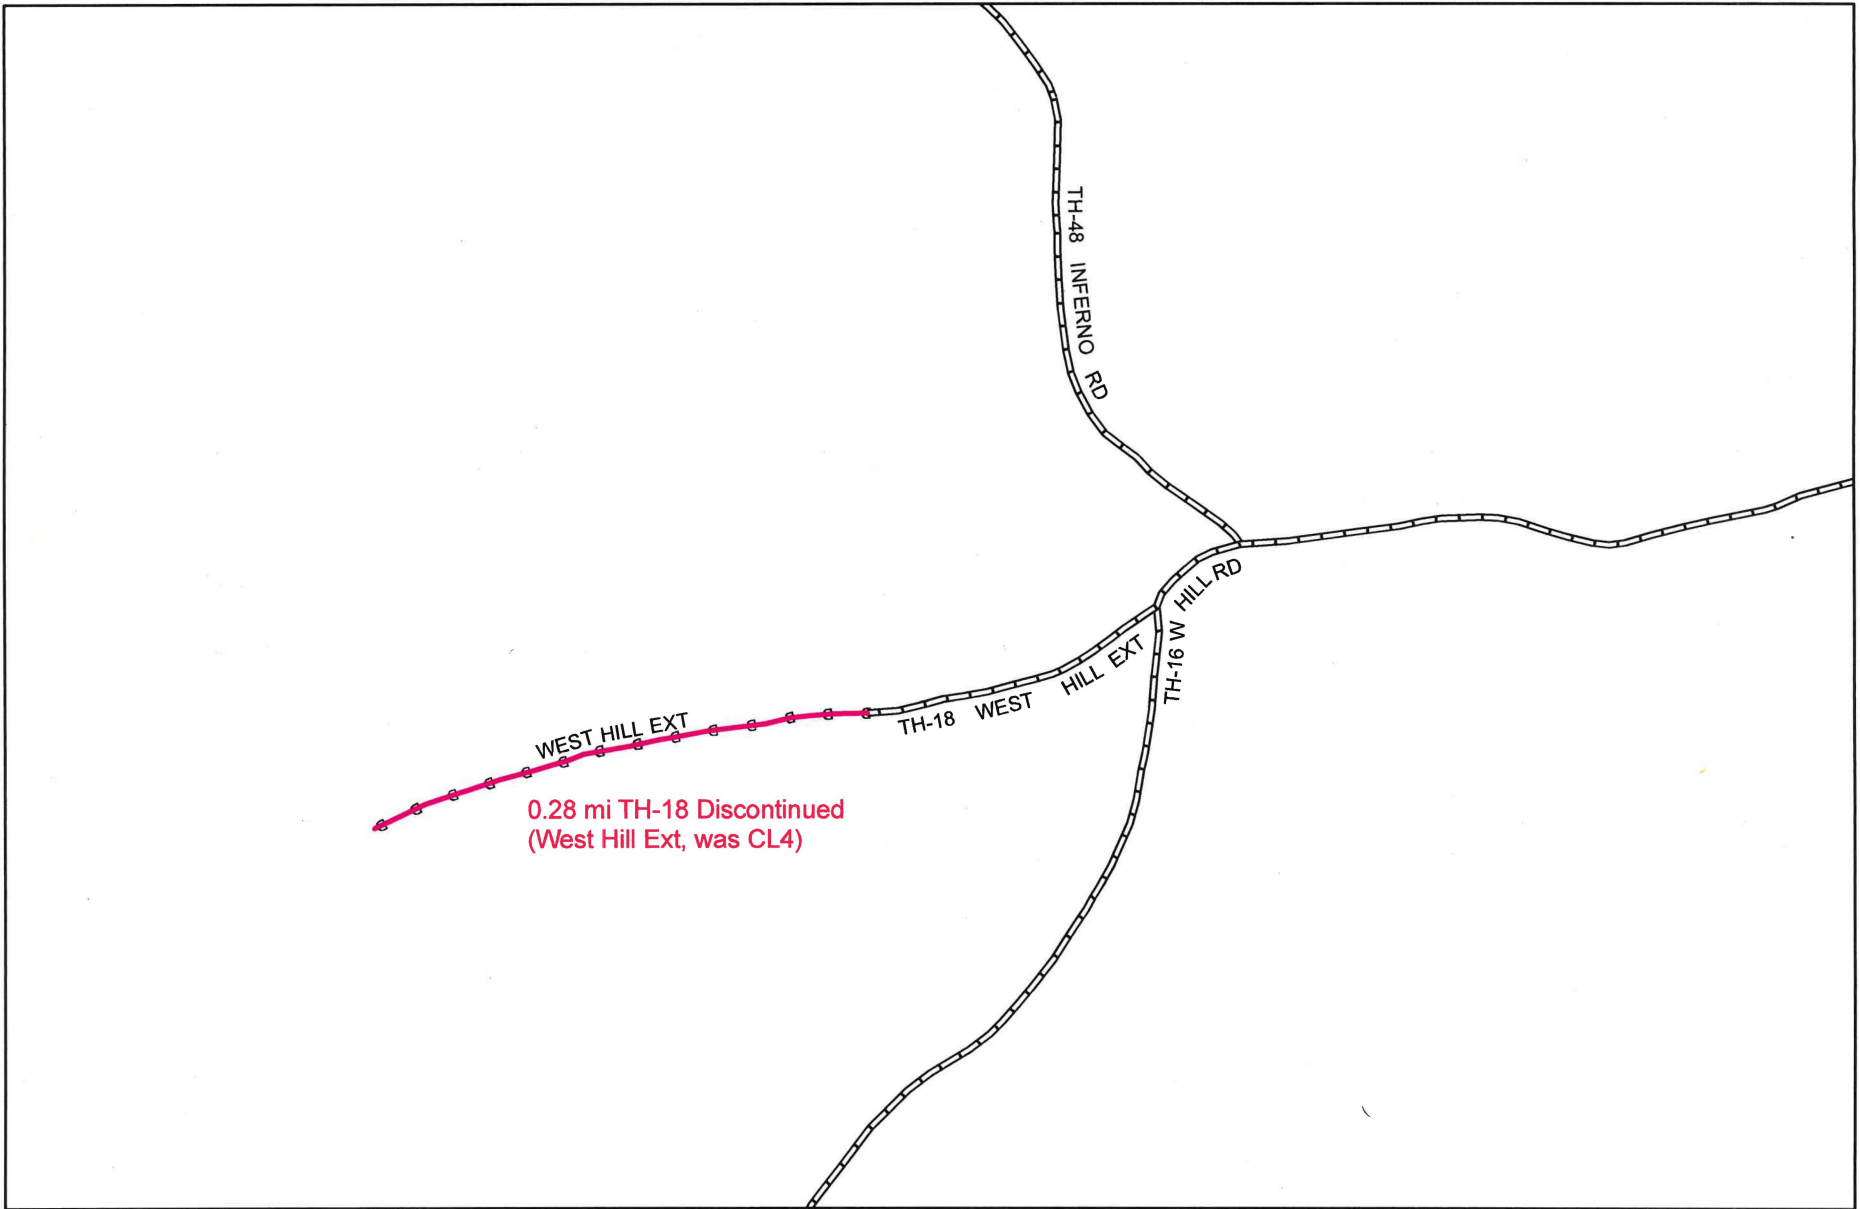 TH-48 INFERNO RD
TH-16 W HILL RD
TH-18 WEST HILL EXT
WEST HILL EXT
0.28 mi TH-18 Discontinued
(West Hill Ext, was CL4)